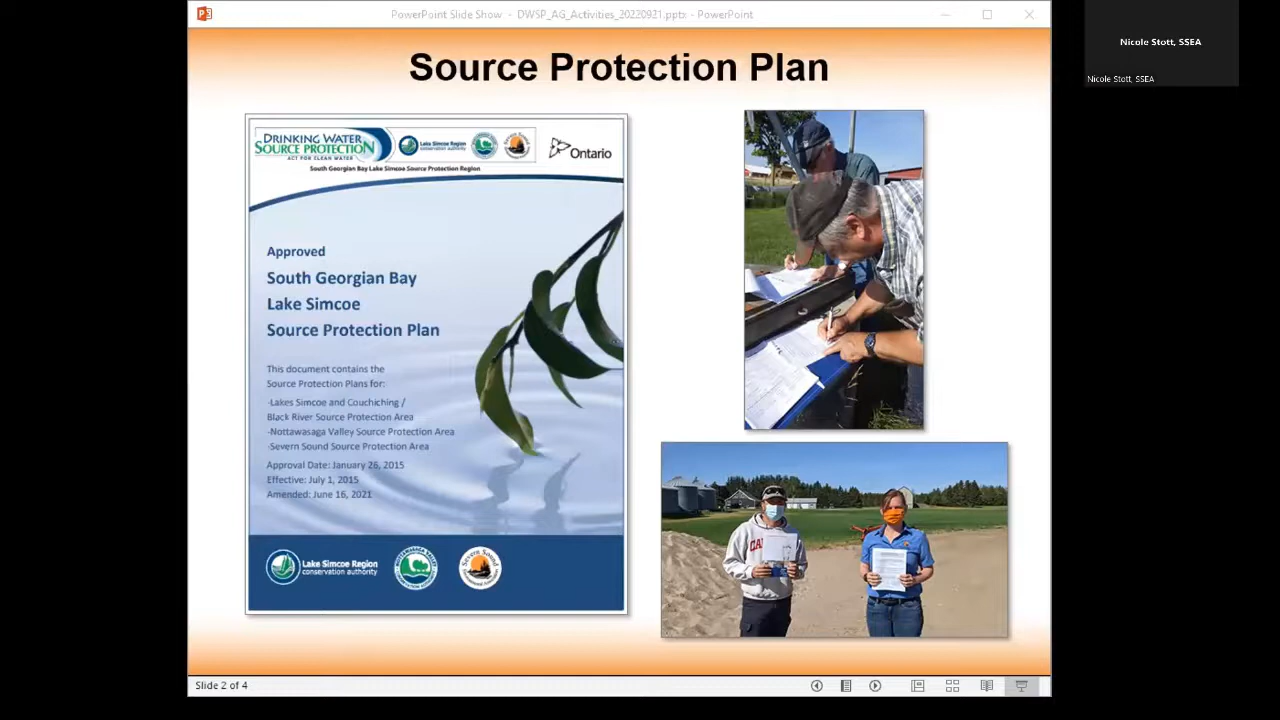 PowerPoint Slide Show - DWSP_AG_Activities_20220921.pptx - PowerPoint
Nicole Stott, SSEA
Nicole Stott, SSEA
Source Protection Plan
DRINKING WATER
SOURCE PROTECTION
ACT FOR CLEAN WATER
Lake Simcoe Region
conservation authority
Ontario
South Georgian Bay Lake Simcoe Source Protection Region
Approved
South Georgian Bay
Lake Simcoe
Source Protection Plan
This document contains the
Source Protection Plans for:
-Lakes Simcoe and Couchiching /
Black River Source Protection Area
-Nottawasaga Valley Source Protection Area
-Severn Sound Source Protection Area
Approval Date: January 26, 2015
Effective: July 1, 2015
Amended: June 16, 2021
Lake Simcoe Region
conservation authority
Severn Sound
Slide 2 of 4